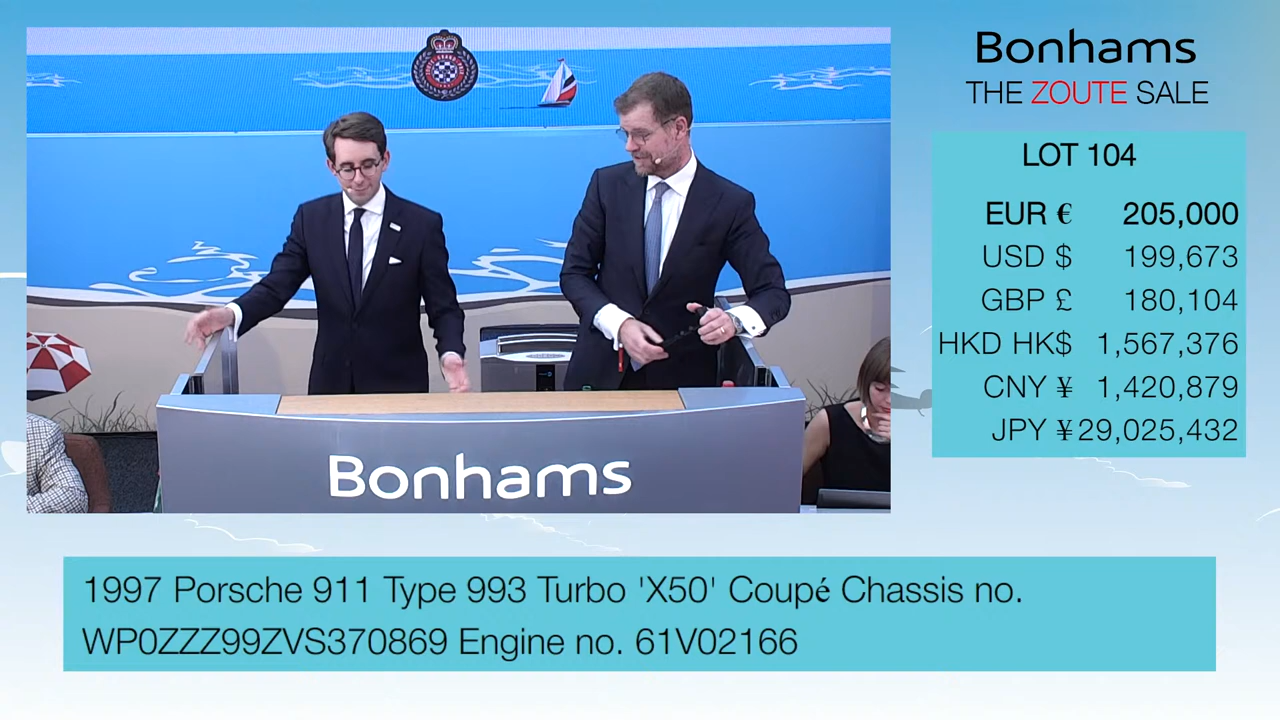 Bonhams
THE ZOUTE SALE
LOT 104
EUR € 205,000
USD $ 199,673
GBP £ 180,104
HKD HK$ 1,567,376
CNY ¥ 1,420,879
JPY ¥ 29,025,432
Bonhams
1997 Porsche 911 Type 993 Turbo 'X50' Coupé Chassis no.
WP0ZZZ99ZVS370869 Engine no. 61V02166